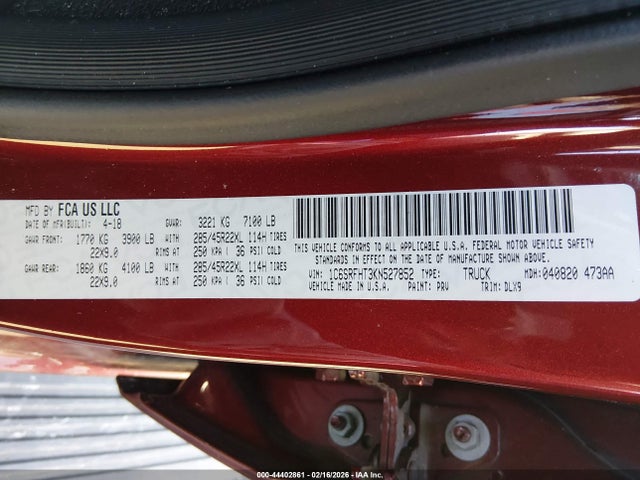 MFD BY FCA US LLC
DATE OF MFR(BUILT): 4-18 GVWR: 3221 KG 7100 LB
GAWR FRONT: 1770 KG 3900 LB WITH 285/45R22XL 114H TIRES
22X9.0 RIMS AT 250 KPA( 36 PSI) COLD
GAWR REAR: 1860 KG 4100 LB WITH 285/45R22XL 114H TIRES
22X9.0 RIMS AT 250 KPA( 36 PSI) COLD
THIS VEHICLE CONFORMS TO ALL APPLICABLE U.S.A. FEDERAL MOTOR VEHICLE SAFETY
STANDARDS IN EFFECT ON THE DATE OF MANUFACTURE SHOWN ABOVE.
VIN: 1C6SRFHT3KN527852 TYPE: TRUCK MDH:040820 473AA
VEHICLE MADE IN U.S.A. PAINT: PRV TRIM: DLX9
000-44402861 - 02/16/2026 - IAA Inc.